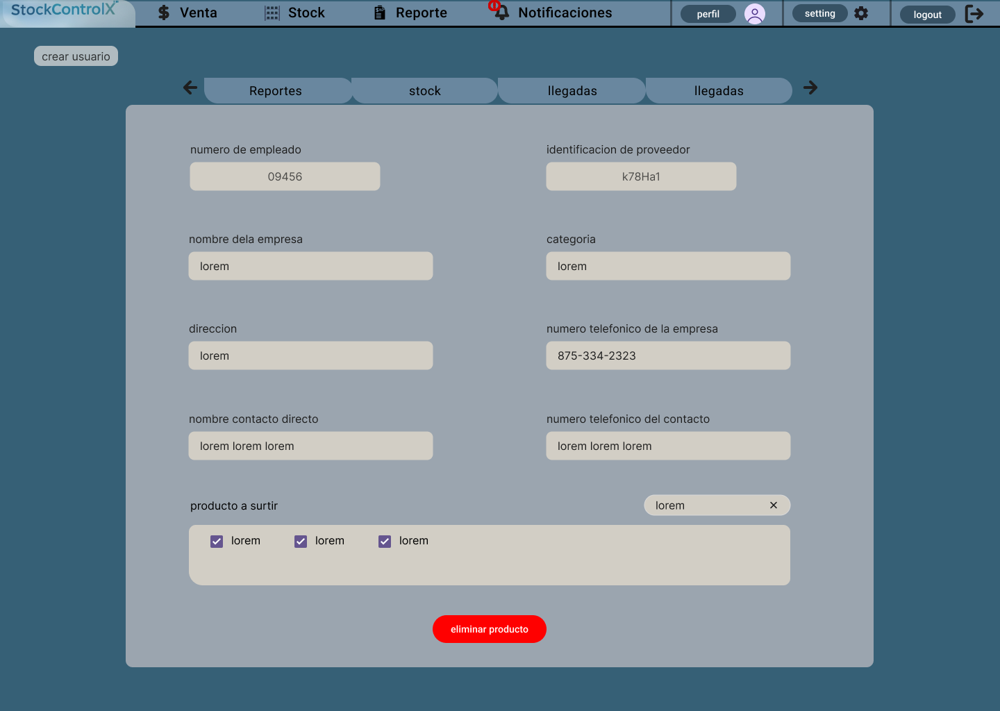 StockControlX
Venta
Stock
Reporte
Notificaciones
perfil
setting
logout
crear usuario
Reportes
stock
llegadas
llegadas
numero de empleado
identificacion de proveedor
09456
k78Ha1
nombre dela empresa
categoria
lorem
lorem
direccion
numero telefonico de la empresa
lorem
875-334-2323
nombre contacto directo
numero telefonico del contacto
lorem lorem lorem
lorem lorem lorem
producto a surtir
lorem
lorem
lorem
lorem
eliminar producto